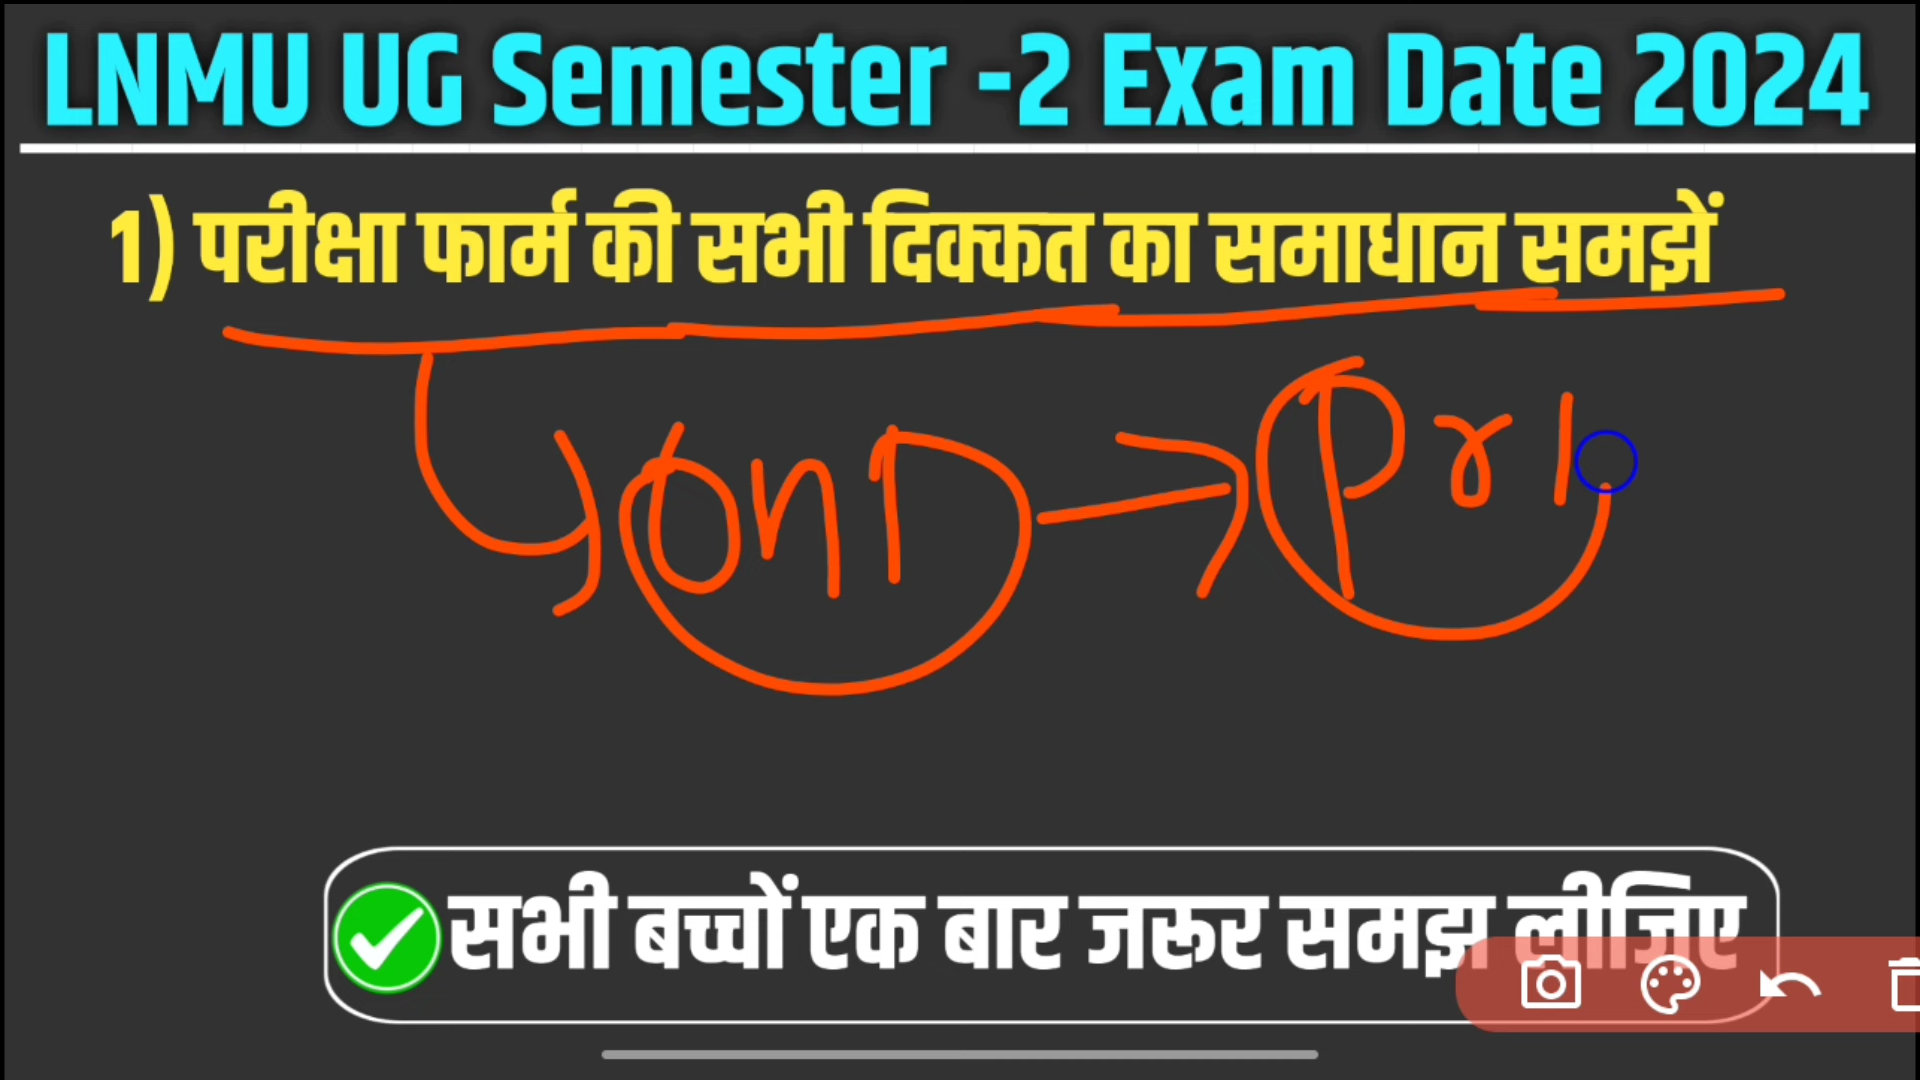 LNMU UG Semester -2 Exam Date 2024
1) परीक्षा फार्म की सभी दिक्कत का समाधान समझें
सभी बच्चों एक बार जरूर समझ लीजिए